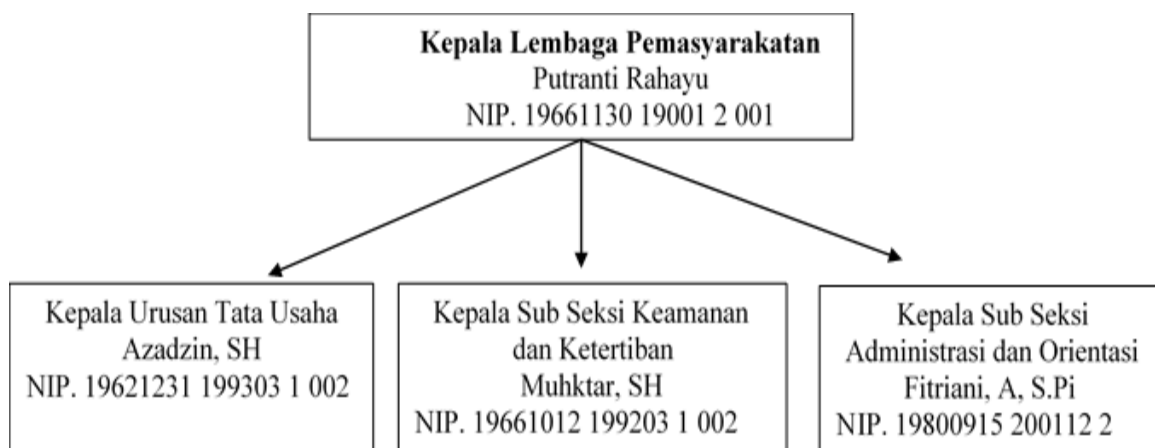 Kepala Lembaga Pemasyarakatan
Putranti Rahayu
NIP. 19661130 19001 2 001
Kepala Urusan Tata Usaha
Azadzin, SH
NIP. 19621231 199303 1 002
Kepala Sub Seksi Keamanan
dan Ketertiban
Muhktar, SH
NIP. 19661012 199203 1 002
Kepala Sub Seksi
Administrasi dan Orientasi
Fitriani, A, S.Pi
NIP. 19800915 200112 2